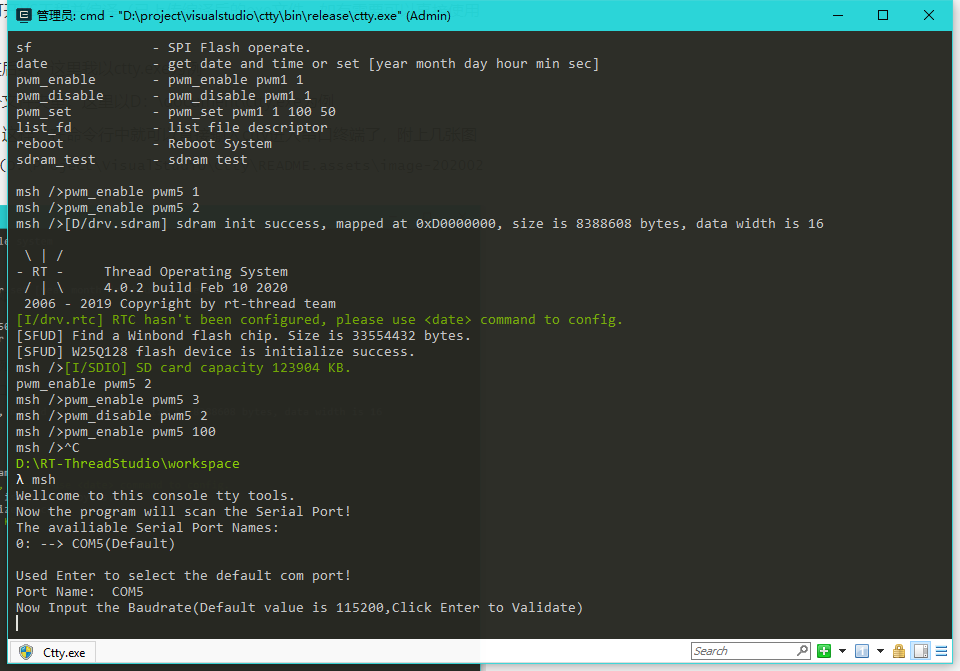 管理员: cmd - "D:\project\visualstudio\ctty\bin\release\ctty.exe" (Admin)
sf               - SPI Flash operate.
date             - get date and time or set [year month day hour min sec]
pwm_enable       - pwm_enable pwm1 1
pwm_disable      - pwm_disable pwm1 1
pwm_set          - pwm_set pwm1 1 100 50
list_fd          - list file descriptor
reboot           - Reboot System
sdram_test       - sdram test
msh />pwm_enable pwm5 1
msh />pwm_enable pwm5 2
msh />[D/drv.sdram] sdram init success, mapped at 0xD0000000, size is 8388608 bytes, data width is 16
\ | /
- RT -     Thread Operating System
/ | \     4.0.2 build Feb 10 2020
2006 - 2019 Copyright by rt-thread team
[I/drv.rtc] RTC hasn't been configured, please use <date> command to config.
[SFUD] Find a Winbond flash chip. Size is 33554432 bytes.
[SFUD] W25Q128 flash device is initialize success.
msh />[I/SDIO] SD card capacity 123904 KB.
pwm_enable pwm5 2
msh />pwm_enable pwm5 3
msh />pwm_disable pwm5 2
msh />pwm_enable pwm5 100
msh />^C
D:\RT-ThreadStudio\workspace
λ msh
Wellcome to this console tty tools.
Now the program will scan the Serial Port!
The availiable Serial Port Names:
0: --> COM5(Default)
Used Enter to select the default com port!
Port Name:  COM5
Now Input the Baudrate(Default value is 115200,Click Enter to Validate)
Ctty.exe
Search